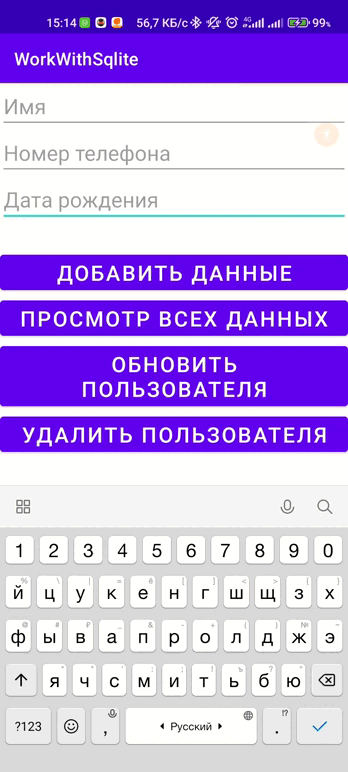 15:14 56,7 КБ/с 4G 99%
WorkWithSqlite
Имя
Номер телефона
Дата рождения
ДОБАВИТЬ ДАННЫЕ
ПРОСМОТР ВСЕХ ДАННЫХ
ОБНОВИТЬ
ПОЛЬЗОВАТЕЛЯ
УДАЛИТЬ ПОЛЬЗОВАТЕЛЯ
1 2 3 4 5 6 7 8 9 0
й ц у к е н г ш щ з х
ф ы в а п р о л д ж э
я ч с м и т ь б ю
?123 , Русский . !?